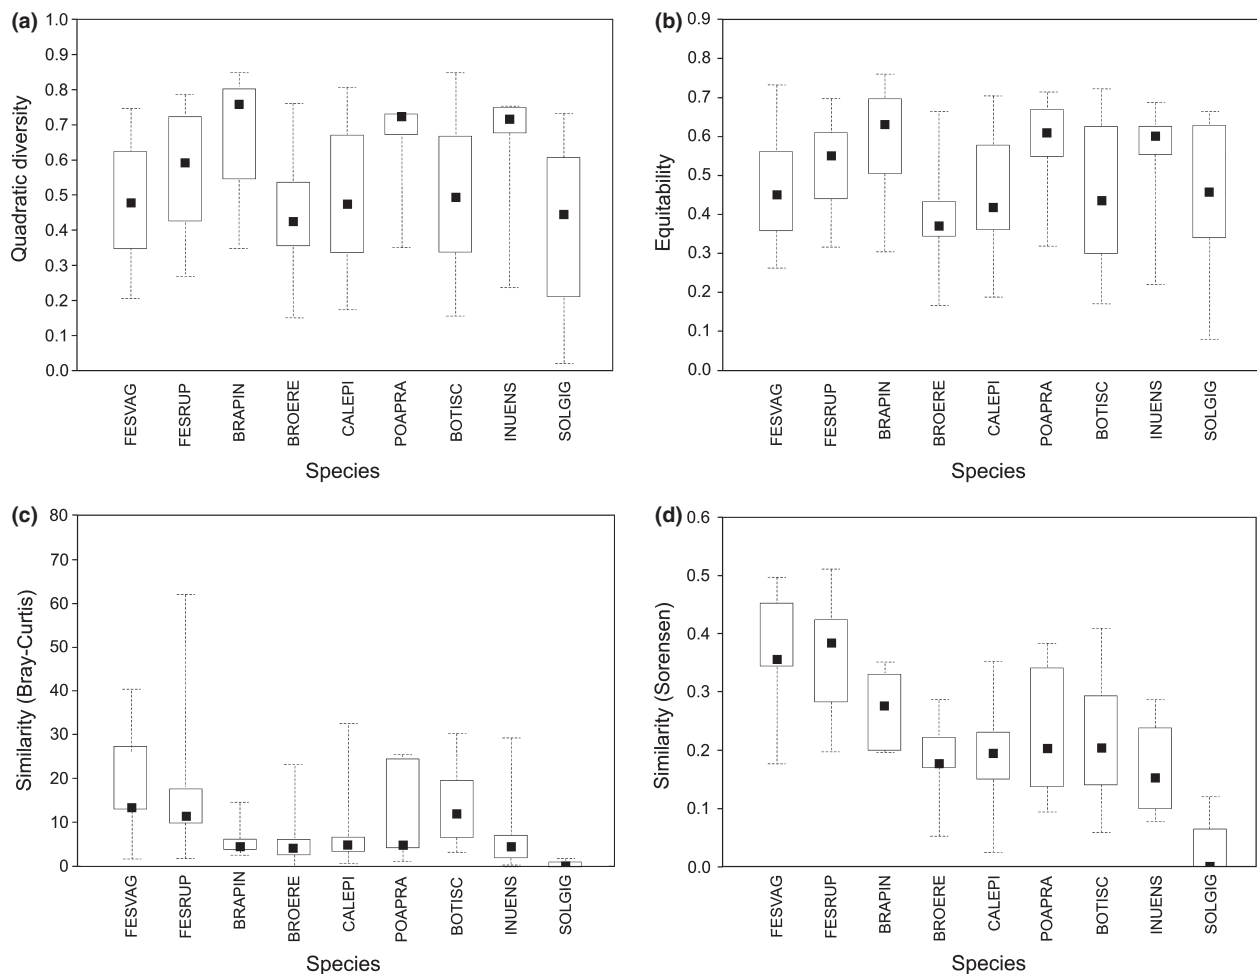 (a)
Quadratic diversity
1.0
0.9
0.8
0.7
0.6
0.5
0.4
0.3
0.2
0.1
0.0
FESVAG
FESRUP
BRAPIN
BROERE
CALEPI
POAPRA
BOTISC
INUENS
SOLGIG
Species
(b)
Equitability
0.9
0.8
0.7
0.6
0.5
0.4
0.3
0.2
0.1
0.0
FESVAG
FESRUP
BRAPIN
BROERE
CALEPI
POAPRA
BOTISC
INUENS
SOLGIG
Species
(c)
Similarity (Bray-Curtis)
80
70
60
50
40
30
20
10
0
FESVAG
FESRUP
BRAPIN
BROERE
CALEPI
POAPRA
BOTISC
INUENS
SOLGIG
Species
(d)
Similarity (Sorensen)
0.6
0.5
0.4
0.3
0.2
0.1
0.0
FESVAG
FESRUP
BRAPIN
BROERE
CALEPI
POAPRA
BOTISC
INUENS
SOLGIG
Species